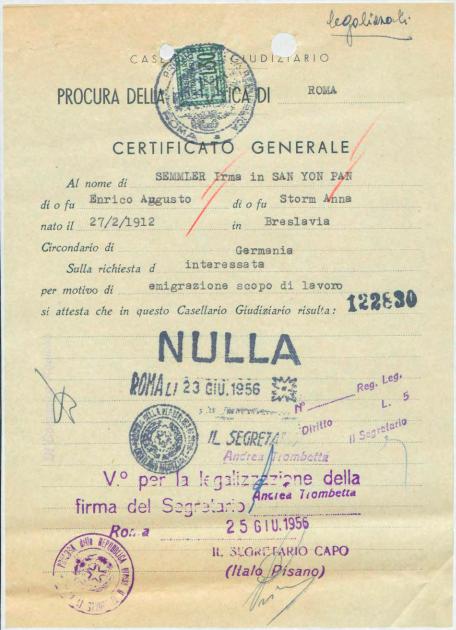 legalizzati
CASELLARIO GIUDIZIARIO
PROCURA DELLA DI ROMA
CERTIFICATO GENERALE
Al nome di SEMMLER Irma in SAN YON PAN
di o fu Enrico Augusto di o fu Storm Anna
nato il 27/2/1912 in Breslavia
Circondario di Germania
Sulla richiesta d interessata
per motivo di emigrazione scopo di lavoro
si attesta che in questo Casellario Giudiziario risulta: 122830
NULLA
ROMA LI 23 GIU. 1956
Reg. Leg.
N° L. 5
Diritto
Il Segretario
IL SEGRETA
Andrea Trombetta
V.° per la legalizzazione della
firma del Segretario Andrea Trombetta
Roma 25 GIU. 1956
IL SEGRETARIO CAPO
(Italo Pisano)